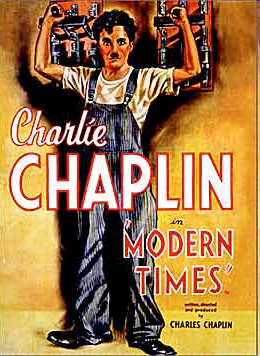 Charlie
CHAPLIN
in
"MODERN
TIMES"
written, directed
and produced
by
CHARLES CHAPLIN